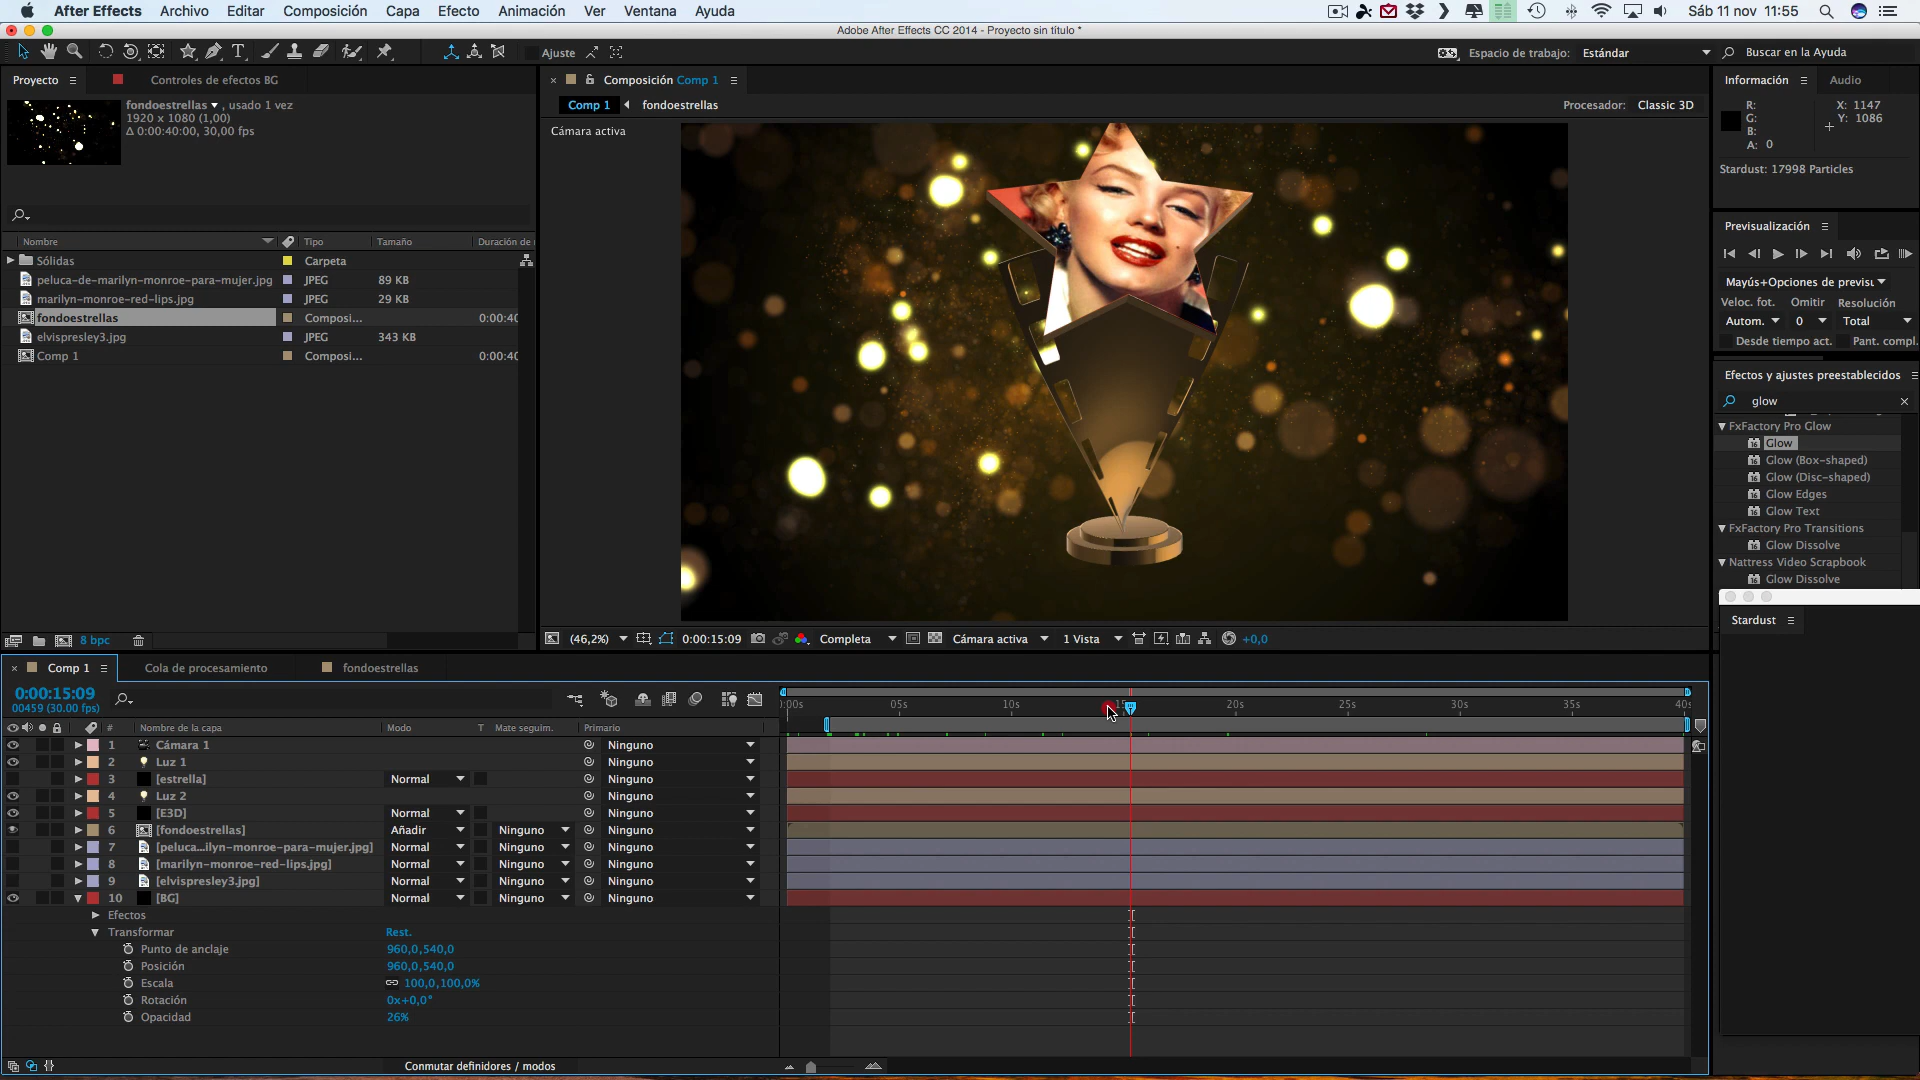 After Effects Archivo Editar Composición Capa Efecto Animación Ver Ventana Ayuda Sáb 11 nov 11:55
Adobe After Effects CC 2014 - Proyecto sin título *
Ajuste Espacio de trabajo: Estándar Buscar en la Ayuda
Proyecto Controles de efectos BG
fondoestrellas , usado 1 vez
1920 x 1080 (1,00)
Δ 0:00:40:00, 30,00 fps
Nombre Tipo Tamaño Duración de
Sólidas Carpeta
peluca-de-marilyn-monroe-para-mujer.jpg JPEG 89 KB
marilyn-monroe-red-lips.jpg JPEG 29 KB
fondoestrellas Composi... 0:00:40
elvispresley3.jpg JPEG 343 KB
Comp 1 Composi... 0:00:40
8 bpc
Composición Comp 1
Comp 1 fondoestrellas Procesador: Classic 3D
Cámara activa
(46,2%) 0:00:15:09 Completa Cámara activa 1 Vista +0,0
Información Audio
R: X: 1147
G: Y: 1086
B:
A: 0
Stardust: 17998 Particles
Previsualización
Mayús+Opciones de previsu
Veloc. fot. Omitir Resolución
Autom. 0 Total
Desde tiempo act. Pant. compl.
Efectos y ajustes preestablecidos
glow
FxFactory Pro Glow
Glow
Glow (Box-shaped)
Glow (Disc-shaped)
Glow Edges
Glow Text
FxFactory Pro Transitions
Glow Dissolve
Nattress Video Scrapbook
Glow Dissolve
Stardust
Comp 1 Cola de procesamiento fondoestrellas
0:00:15:09
00459 (30.00 fps)
:00s 05s 10s 20s 25s 30s 35s 40s
# Nombre de la capa Modo T Mate seguim. Primario
1 Cámara 1 Ninguno
2 Luz 1 Ninguno
3 [estrella] Normal Ninguno
4 Luz 2 Ninguno
5 [E3D] Normal Ninguno
6 [fondoestrellas] Añadir Ninguno Ninguno
7 [peluca...ilyn-monroe-para-mujer.jpg] Normal Ninguno Ninguno
8 [marilyn-monroe-red-lips.jpg] Normal Ninguno Ninguno
9 [elvispresley3.jpg] Normal Ninguno Ninguno
10 [BG] Normal Ninguno Ninguno
Efectos
Transformar Rest.
Punto de anclaje 960,0,540,0
Posición 960,0,540,0
Escala 100,0,100,0%
Rotación 0x+0,0°
Opacidad 26%
Conmutar definidores / modos